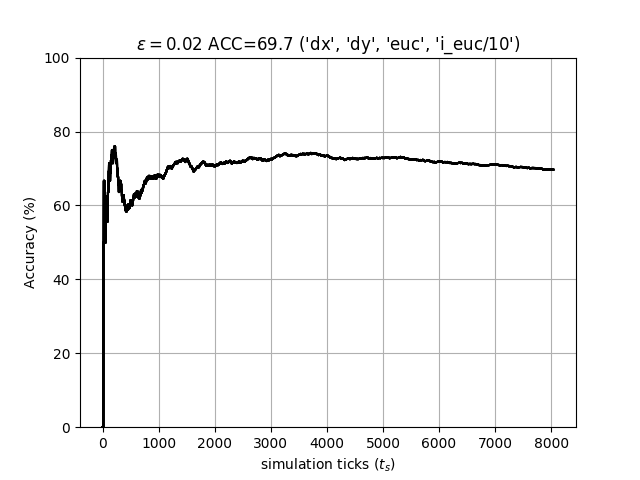 ε = 0.02 ACC=69.7 ('dx', 'dy', 'euc', 'i_euc/10')
100
80
60
40
20
0
Accuracy (%)
0 1000 2000 3000 4000 5000 6000 7000 8000
simulation ticks (tₛ)